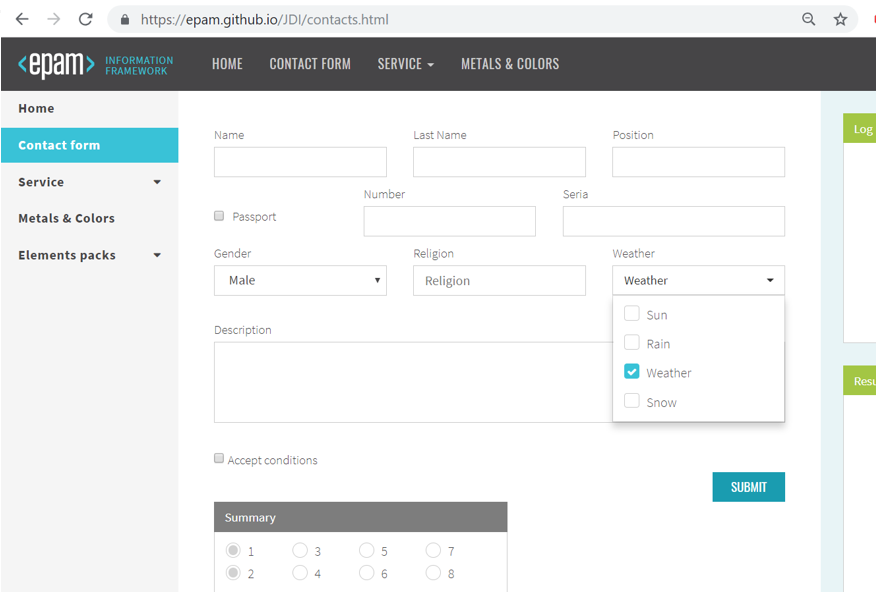 https://epam.github.io/JDI/contacts.html
<epam> INFORMATION FRAMEWORK
HOME CONTACT FORM SERVICE METALS & COLORS
Home
Contact form
Service
Metals & Colors
Elements packs
Name Last Name Position
Passport Number Seria
Gender Religion Weather
Male Religion Weather
Sun
Rain
Weather
Snow
Description
Accept conditions
SUBMIT
Summary
1 3 5 7
2 4 6 8
Log
Resu